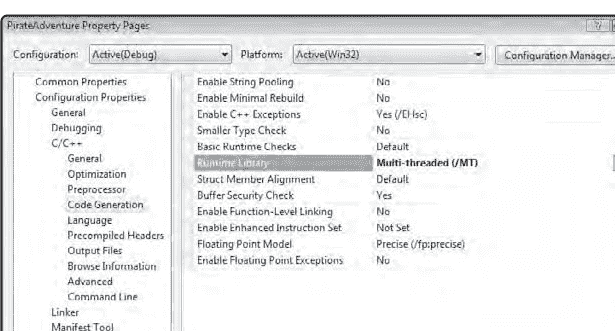 PirateAdventure Property Pages
Configuration: Active(Debug) Platform: Active(Win32) Configuration Manager..
Common Properties
Configuration Properties
General
Debugging
C/C++
General
Optimization
Preprocessor
Code Generation
Language
Precompiled Headers
Output Files
Browse Information
Advanced
Command Line
Linker
Manifest Tool
Enable String Pooling No
Enable Minimal Rebuild No
Enable C++ Exceptions Yes (/EHsc)
Smaller Type Check No
Basic Runtime Checks Default
Runtime Library Multi-threaded (/MT)
Struct Member Alignment Default
Buffer Security Check Yes
Enable Function-Level Linking No
Enable Enhanced Instruction Set Not Set
Floating Point Model Precise (/fp:precise)
Enable Floating Point Exceptions No